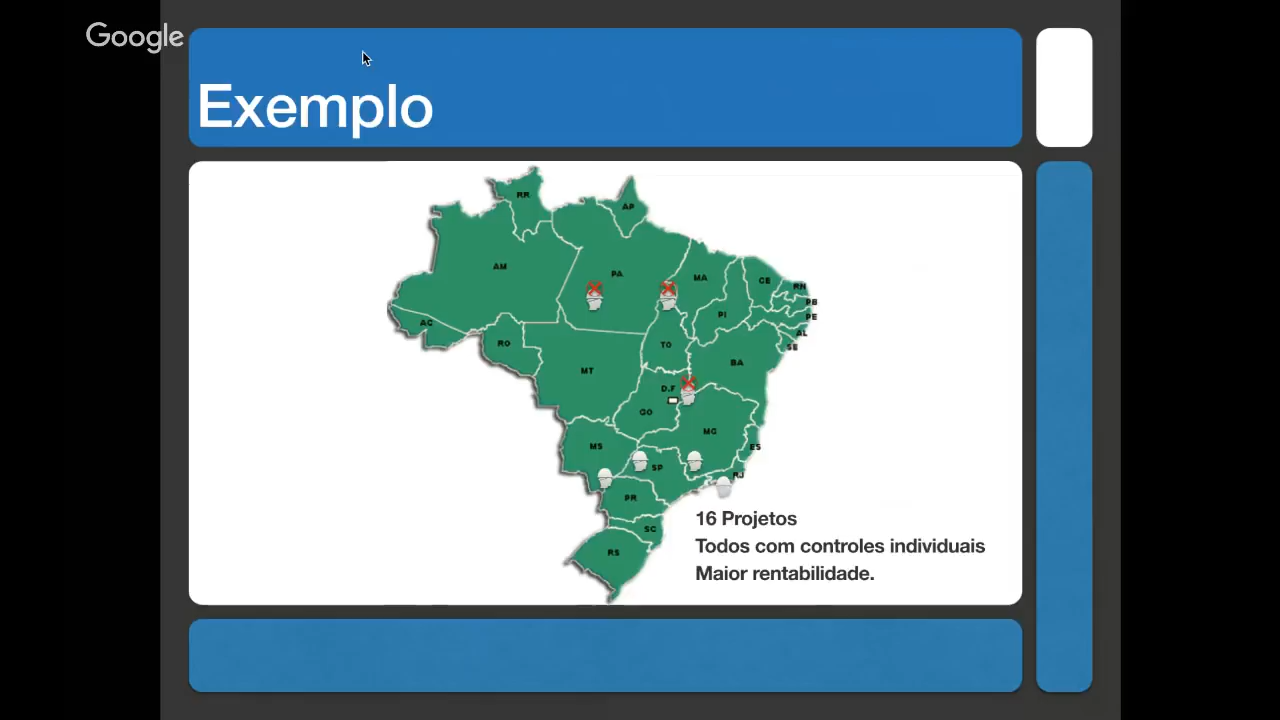 Google
Exemplo
RR
AP
AM
PA
MA
CE
RN
PB
PE
AL
SE
PI
AC
RO
TO
BA
MT
D.F
GO
MG
ES
MS
SP
RJ
PR
SC
RS
16 Projetos
Todos com controles individuais
Maior rentabilidade.